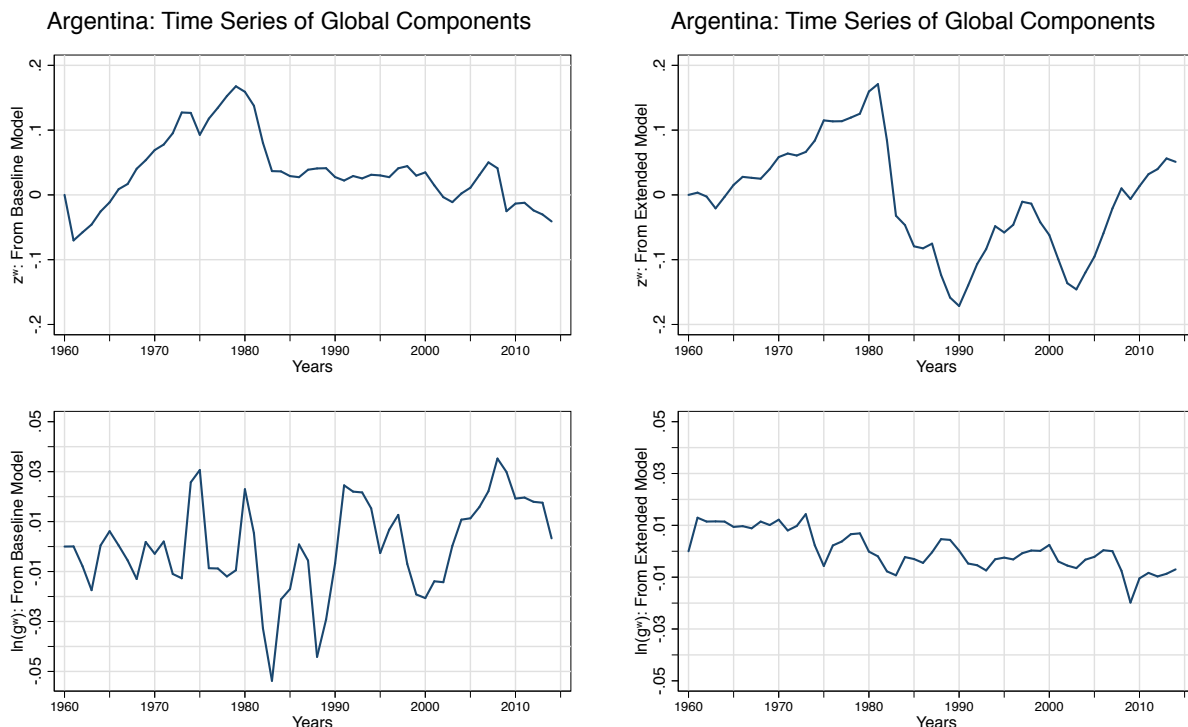 Argentina: Time Series of Global Components
zʷ: From Baseline Model
.2
.1
0
-.1
-.2
1960 1970 1980 1990 2000 2010
Years
Argentina: Time Series of Global Components
zʷ: From Extended Model
.2
.1
0
-.1
-.2
1960 1970 1980 1990 2000 2010
Years
ln(gʷ): From Baseline Model
.05
.03
.01
-.01
-.03
-.05
1960 1970 1980 1990 2000 2010
Years
ln(gʷ): From Extended Model
.05
.03
.01
-.01
-.03
-.05
1960 1970 1980 1990 2000 2010
Years